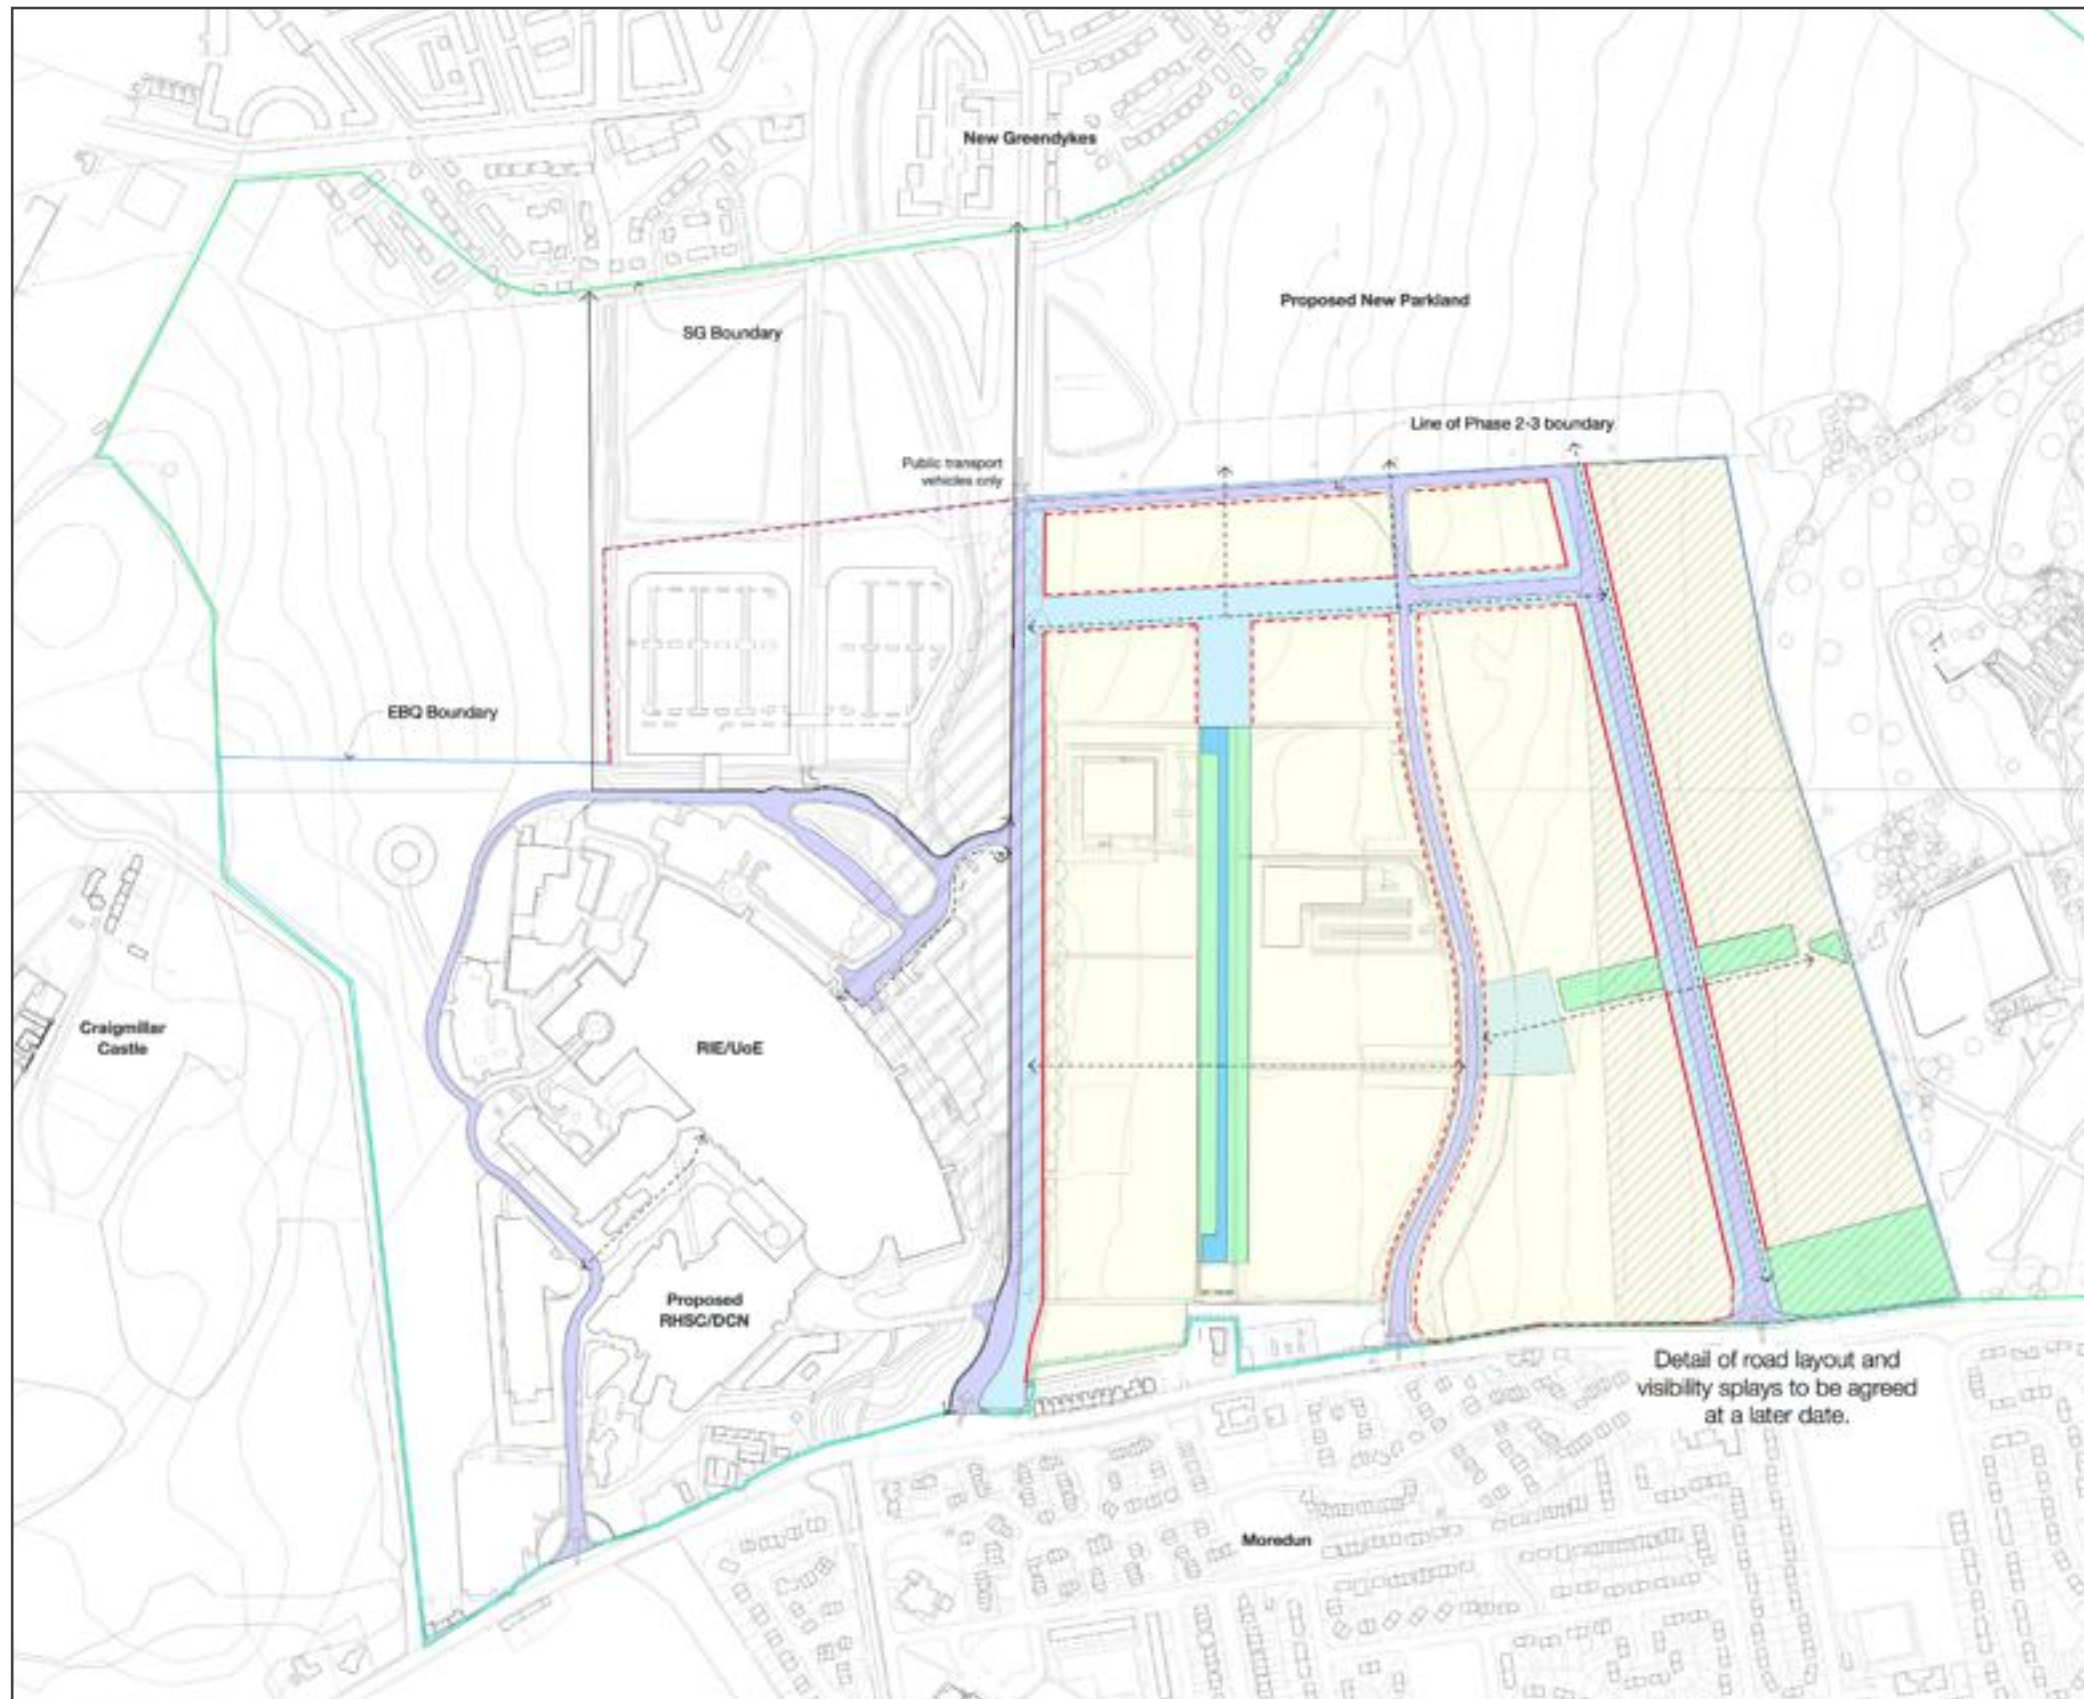 New Greendykes
Proposed New Parkland
SG Boundary
Line of Phase 2-3 boundary
Public transport
vehicles only
EBQ Boundary
Craigmillar
Castle
RIE/UoE
Proposed
RHSC/DCN
Detail of road layout and
visibility splays to be agreed
at a later date.
Moredun